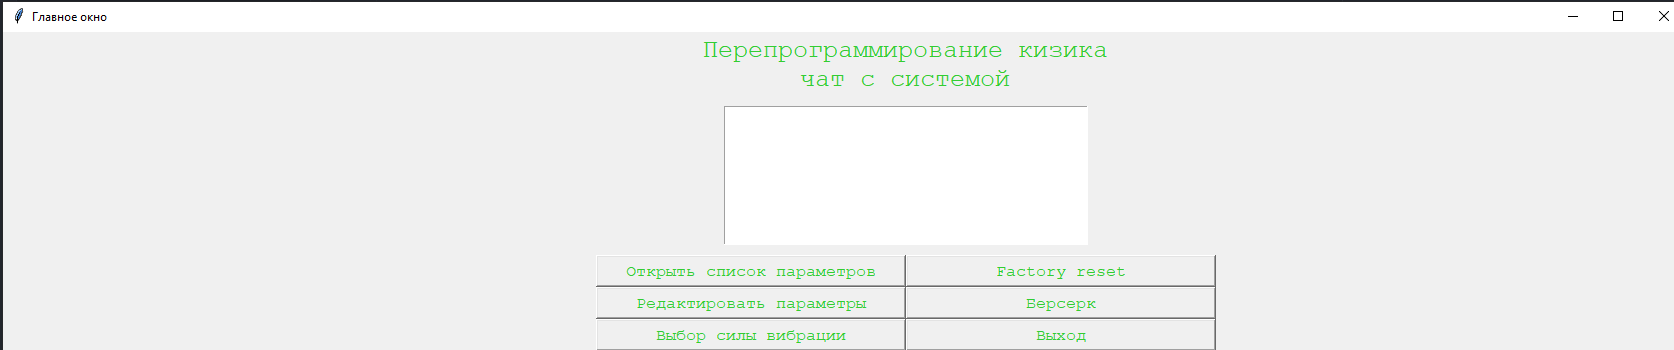 Главное окно
Перепрограммирование кизика
чат с системой
Открыть список параметров
Factory reset
Редактировать параметры
Берсерк
Выбор силы вибрации
Выход